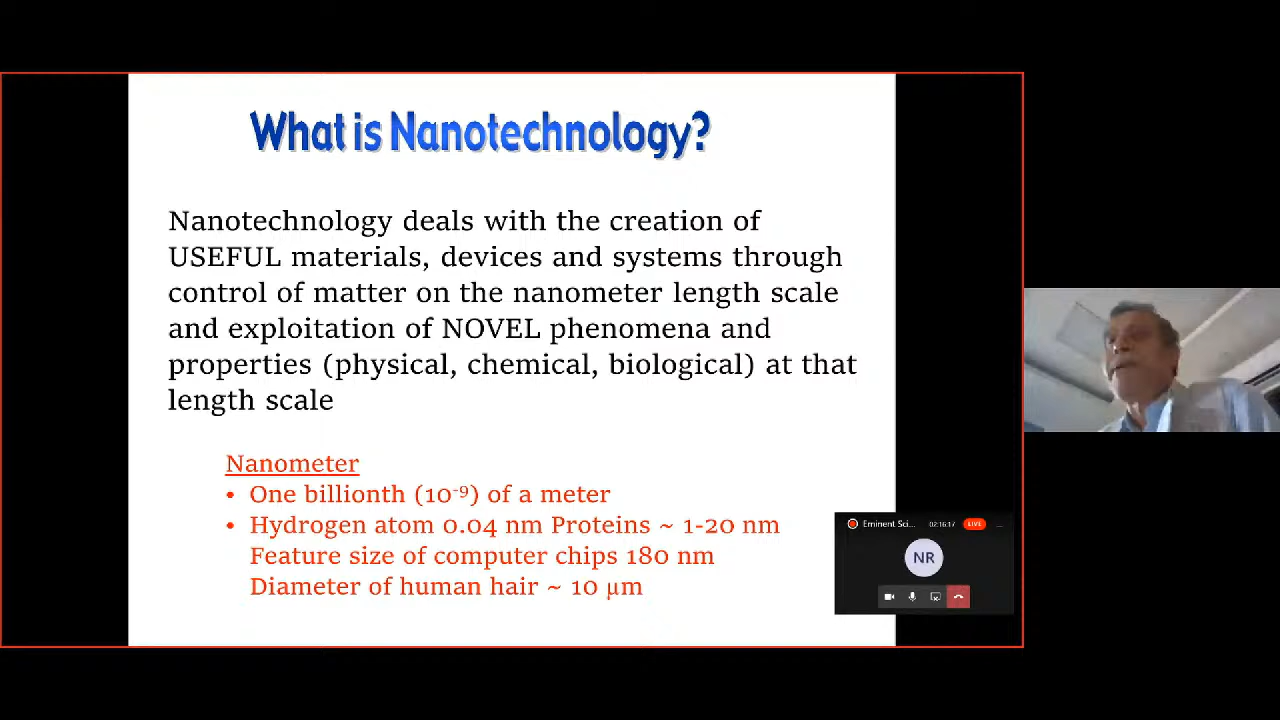 What is Nanotechnology?
Nanotechnology deals with the creation of
USEFUL materials, devices and systems through
control of matter on the nanometer length scale
and exploitation of NOVEL phenomena and
properties (physical, chemical, biological) at that
length scale
Nanometer
• One billionth (10⁻⁹) of a meter
• Hydrogen atom 0.04 nm Proteins ~ 1-20 nm
Feature size of computer chips 180 nm
Diameter of human hair ~ 10 µm
Eminent Sci... 02:16:17 LIVE ...
NR